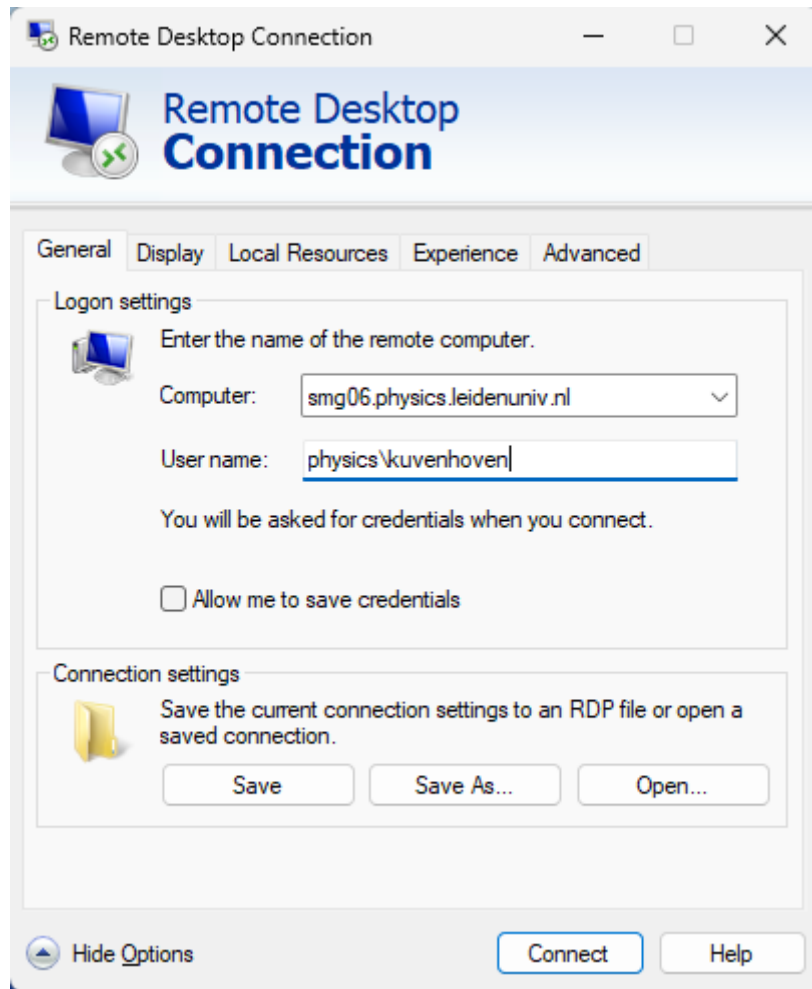 Remote Desktop Connection
Remote Desktop
Connection
General Display Local Resources Experience Advanced
Logon settings
Enter the name of the remote computer.
Computer: smg06.physics.leidenuniv.nl
User name: physics\kuvenhoven
You will be asked for credentials when you connect.
Allow me to save credentials
Connection settings
Save the current connection settings to an RDP file or open a
saved connection.
Save Save As... Open...
Hide Options Connect Help